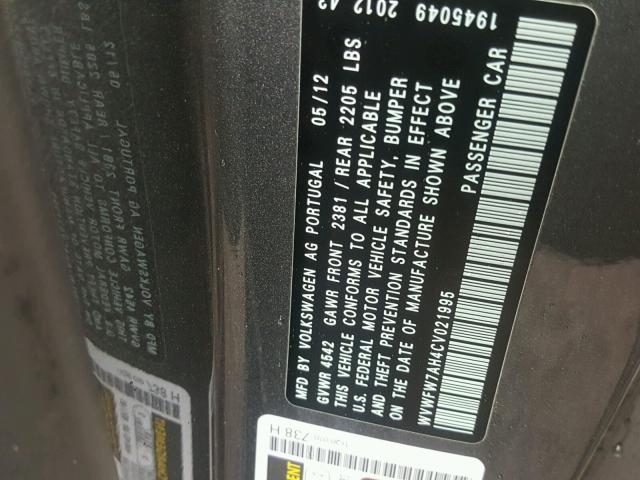 MFD BY VOLKSWAGEN AG PORTUGAL 05/12
GVWR 4542 GAWR FRONT 2381 / REAR 2205 LBS
THIS VEHICLE CONFORMS TO ALL APPLICABLE
U.S. FEDERAL MOTOR VEHICLE SAFETY, BUMPER
AND THEFT PREVENTION STANDARDS IN EFFECT
ON THE DATE OF MANUFACTURE SHOWN ABOVE
WVWFW7AH4CV021995 PASSENGER CAR
1945049 2012 42
738 H